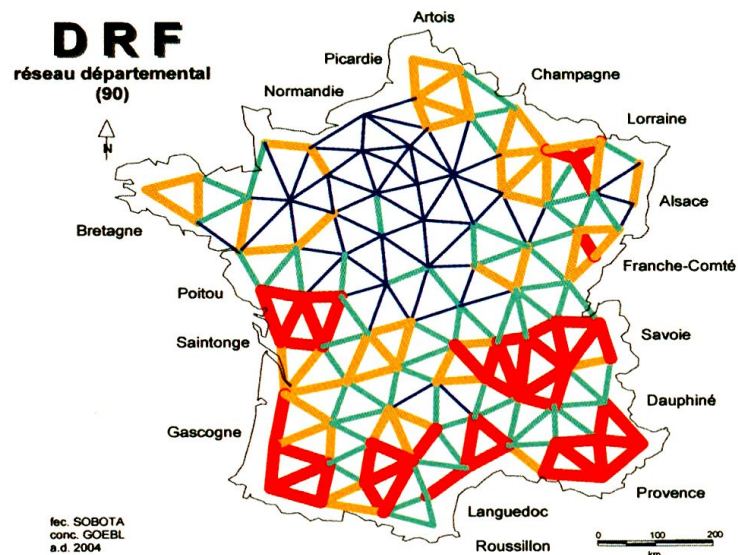 DRF
réseau départemental
(90)
N
Artois
Picardie
Champagne
Normandie
Lorraine
Alsace
Bretagne
Franche-Comté
Poitou
Saintonge
Savoie
Dauphiné
Gascogne
Provence
Languedoc
Roussillon
fec. SOBOTA
conc. GOEBL
a.d. 2004
0 100 200
km